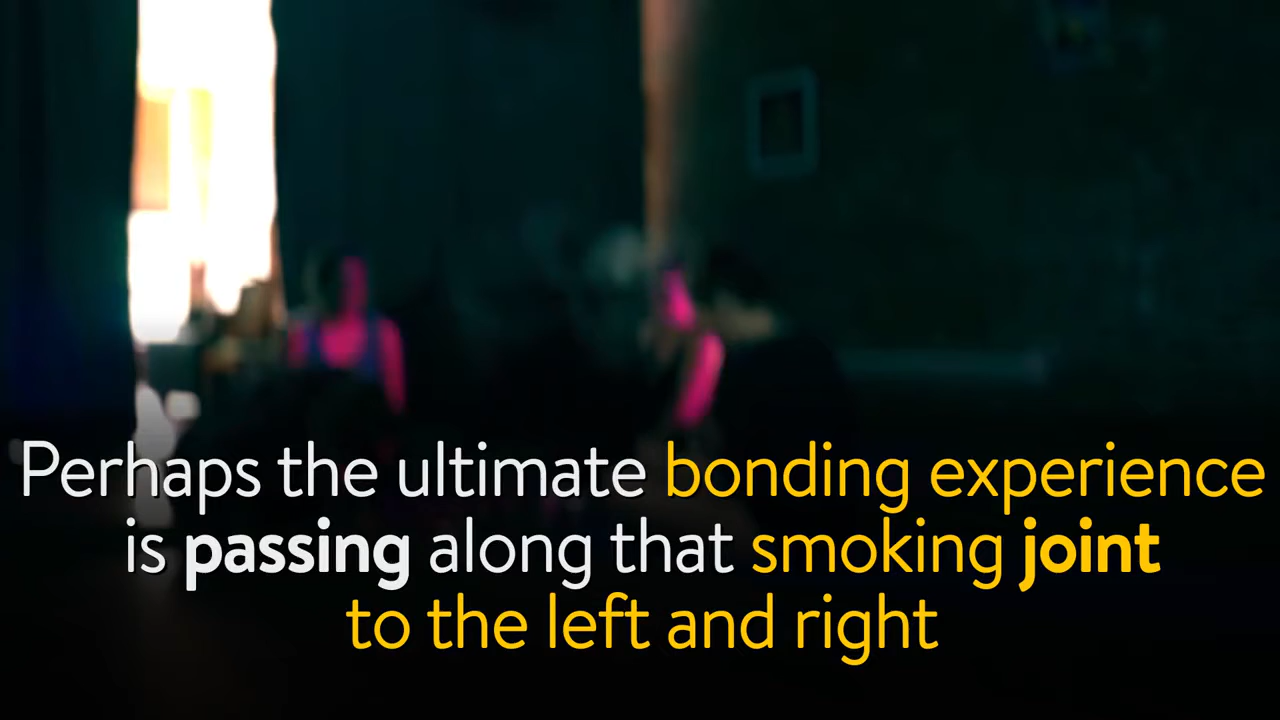 Perhaps the ultimate bonding experience
is passing along that smoking joint
to the left and right